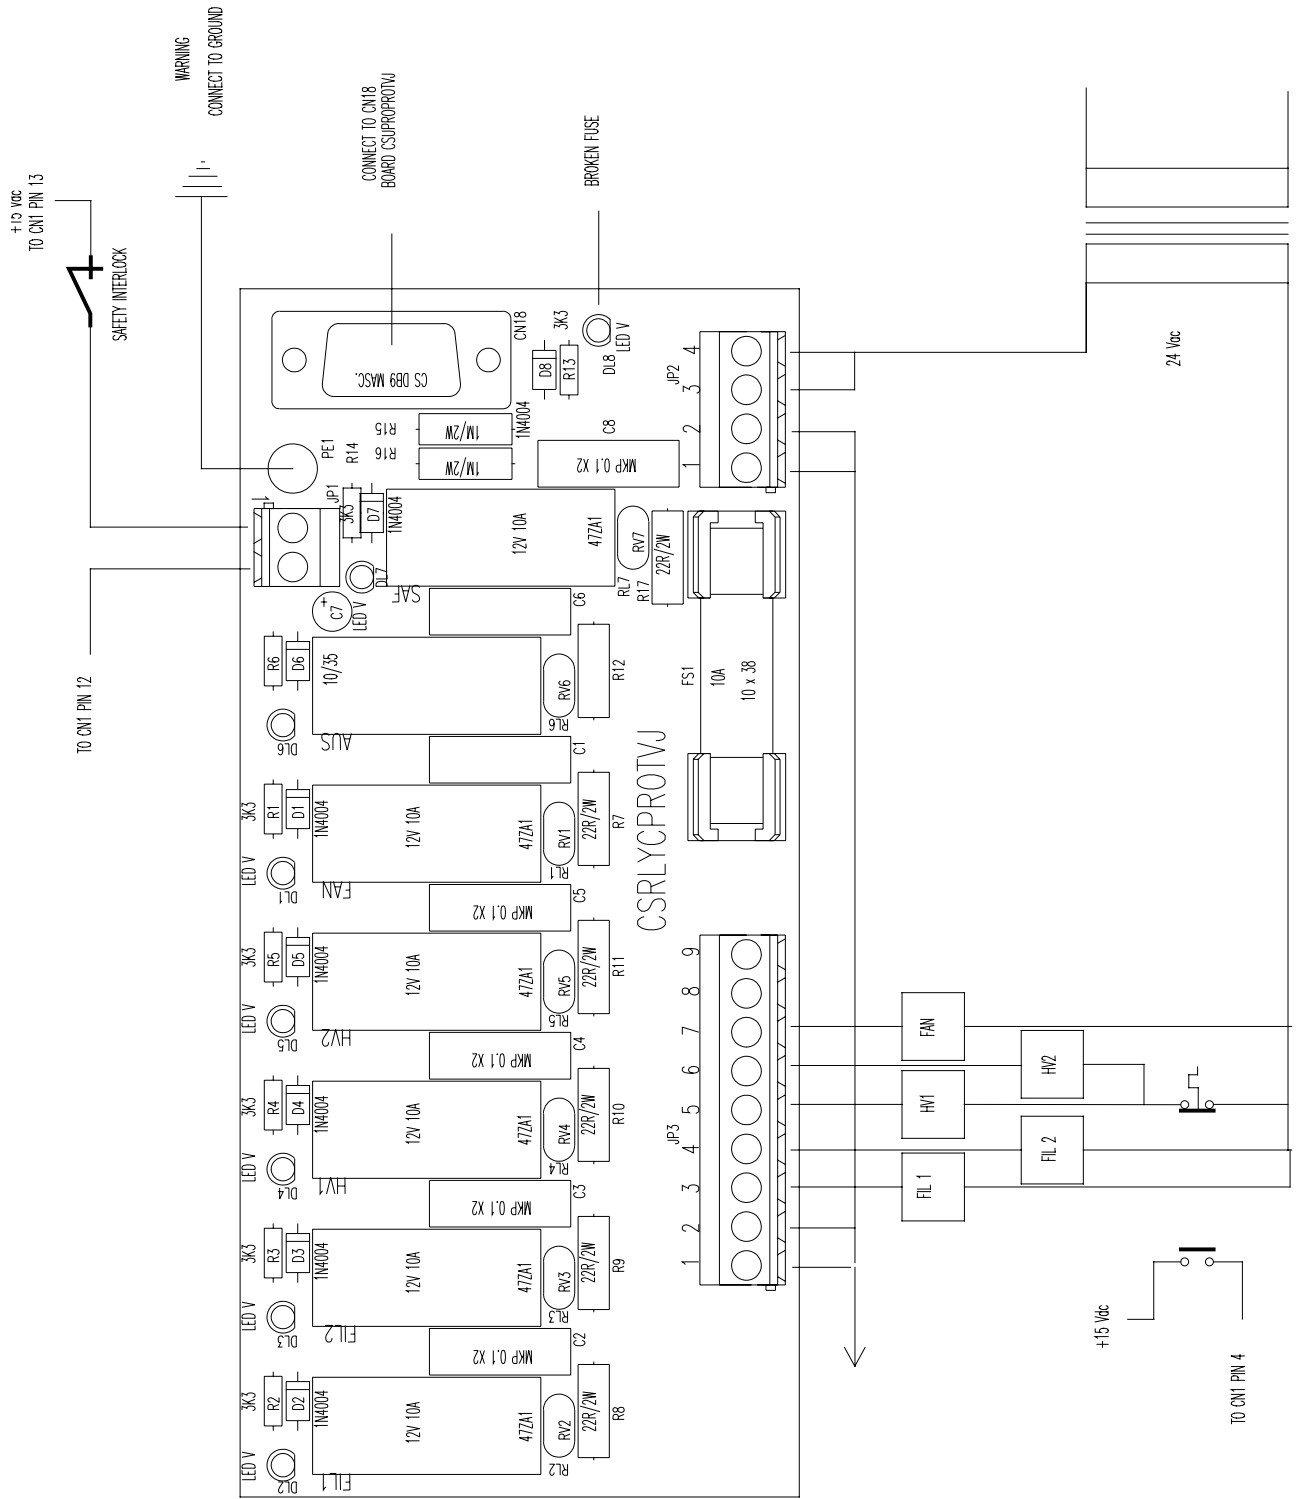 WARNING
CONNECT TO GROUND
+15 Vdc
TO CN1 PIN 13
SAFETY INTERLOCK
TO CN1 PIN 12
CONNECT TO CN18
BOARD CSUPROPROTVJ
BROKEN FUSE
CN18
CS DB9 MASC.
3K3
D8
R13
DL8
LED V
PE1
R14
R15
1M/2W
1N4004
R16
1M/2W
C8
MKP 0.1 X2
JP2
1
2
3
4
24 Vac
JP1
1
3K3
D7
1N4004
DL7
LED V
SAF
12V 10A
47ZA1
RV7
RL7
R17
22R/2W
C7
+
C6
R6
D6
10/35
DL6
AUS
RV6
RL6
R12
FS1
10A
10 x 38
C1
3K3
R1
D1
1N4004
LED V
DL1
FAN
12V 10A
47ZA1
RV1
RL1
22R/2W
R7
CSRLYCPROTVJ
C5
MKP 0.1 X2
3K3
R5
D5
1N4004
LED V
DL5
HV2
12V 10A
47ZA1
RV5
RL5
22R/2W
R11
C4
MKP 0.1 X2
3K3
R4
D4
1N4004
LED V
DL4
HV1
12V 10A
47ZA1
RV4
RL4
22R/2W
R10
C3
MKP 0.1 X2
3K3
R3
D3
1N4004
LED V
DL3
FIL2
12V 10A
47ZA1
RV3
RL3
22R/2W
R9
C2
MKP 0.1 X2
3K3
R2
D2
1N4004
LED V
DL2
FIL1
12V 10A
47ZA1
RV2
RL2
22R/2W
R8
JP3
1
2
3
4
5
6
7
8
9
FAN
HV2
HV1
FIL 2
FIL 1
+15 Vdc
TO CN1 PIN 4